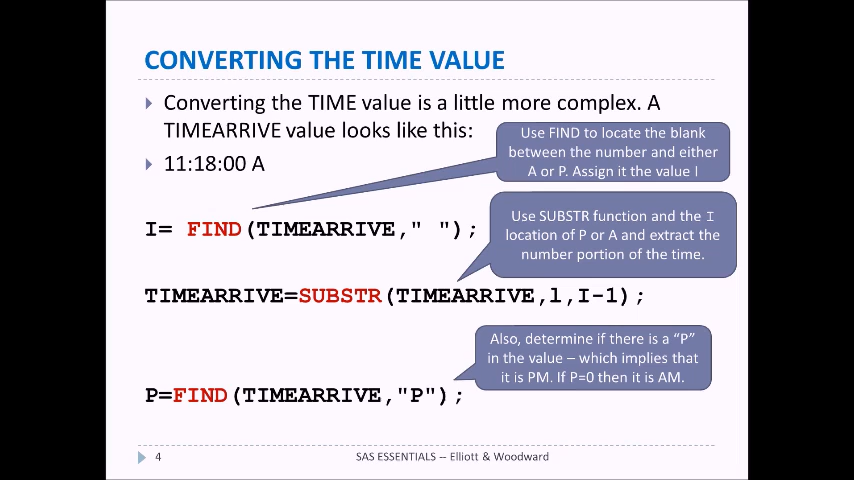 CONVERTING THE TIME VALUE
Converting the TIME value is a little more complex. A
TIMEARRIVE value looks like this:
11:18:00 A
Use FIND to locate the blank
between the number and either
A or P. Assign it the value I
I= FIND(TIMEARRIVE," ");
Use SUBSTR function and the I
location of P or A and extract the
number portion of the time.
TIMEARRIVE=SUBSTR(TIMEARRIVE,1,I-1);
Also, determine if there is a “P”
in the value – which implies that
it is PM. If P=0 then it is AM.
P=FIND(TIMEARRIVE,"P");
4
SAS ESSENTIALS -- Elliott & Woodward